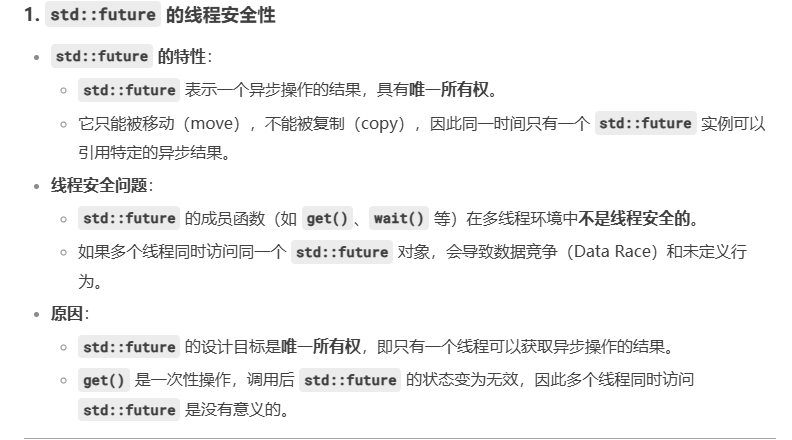 1. std::future 的线程安全性
• std::future 的特性：
◦ std::future 表示一个异步操作的结果，具有唯一所有权。
◦ 它只能被移动（move），不能被复制（copy），因此同一时间只有一个 std::future 实例可以
引用特定的异步结果。
• 线程安全问题：
◦ std::future 的成员函数（如 get()、wait() 等）在多线程环境中不是线程安全的。
◦ 如果多个线程同时访问同一个 std::future 对象，会导致数据竞争（Data Race）和未定义行
为。
• 原因：
◦ std::future 的设计目标是唯一所有权，即只有一个线程可以获取异步操作的结果。
◦ get() 是一次性操作，调用后 std::future 的状态变为无效，因此多个线程同时访问
std::future 是没有意义的。